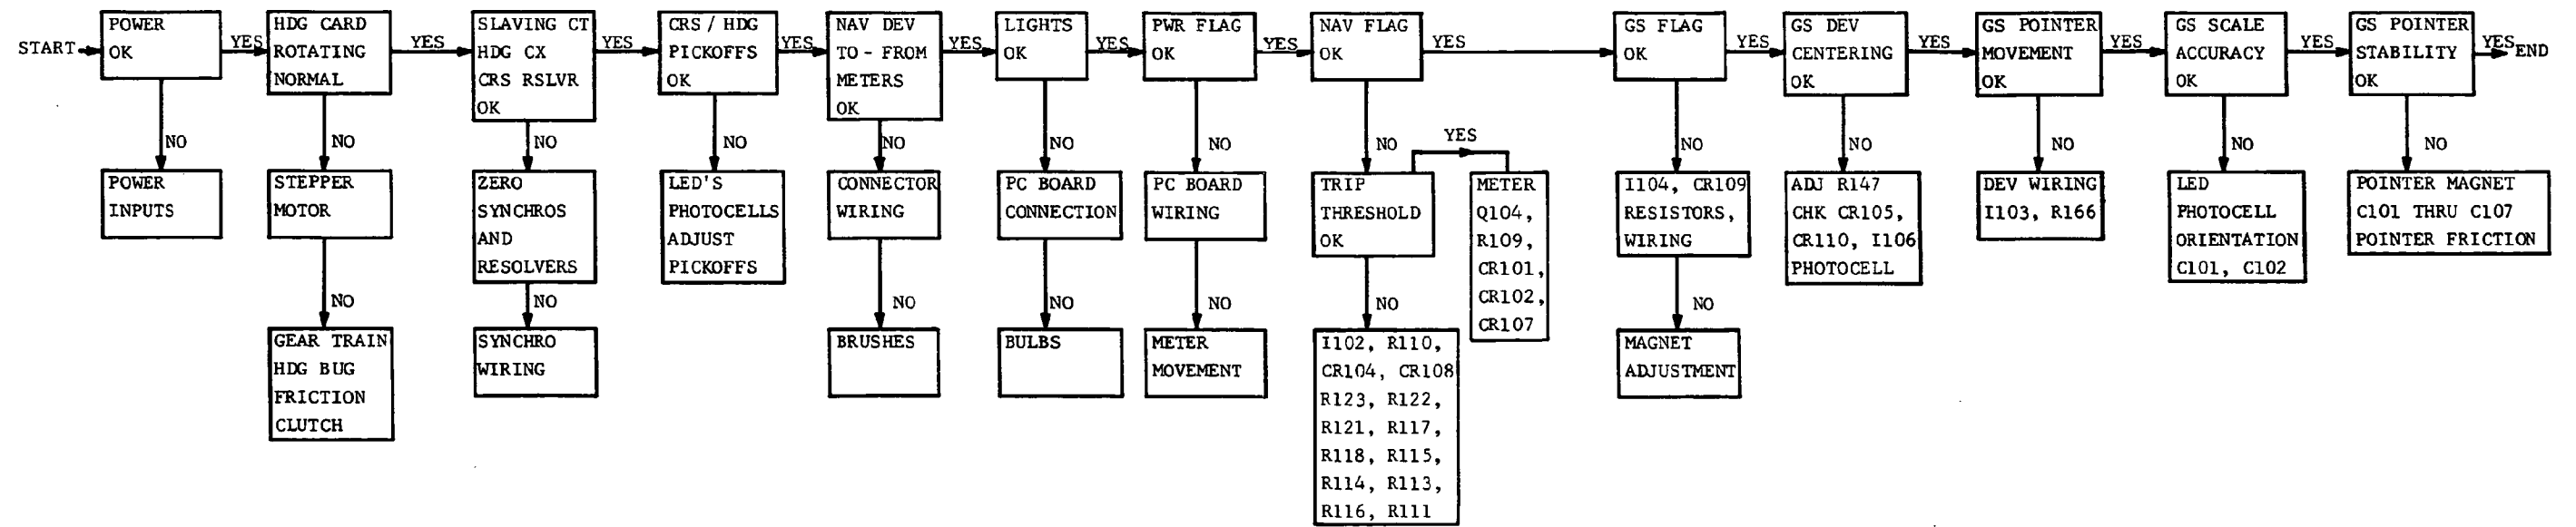 START
POWER
OK
YES
HDG CARD
ROTATING
NORMAL
YES
SLAVING CT
HDG CX
CRS RSLVR
OK
YES
CRS / HDG
PICKOFFS
OK
YES
NAV DEV
TO - FROM
METERS
OK
YES
LIGHTS
OK
YES
PWR FLAG
OK
YES
NAV FLAG
OK
YES
GS FLAG
OK
YES
GS DEV
CENTERING
OK
YES
GS POINTER
MOVEMENT
OK
YES
GS SCALE
ACCURACY
OK
YES
GS POINTER
STABILITY
OK
YES
END
NO
POWER
INPUTS
NO
STEPPER
MOTOR
NO
GEAR TRAIN
HDG BUG
FRICTION
CLUTCH
NO
ZERO
SYNCHROS
AND
RESOLVERS
NO
SYNCHRO
WIRING
NO
LED'S
PHOTOCELLS
ADJUST
PICKOFFS
NO
CONNECTOR
WIRING
NO
BRUSHES
NO
PC BOARD
CONNECTION
NO
BULBS
NO
PC BOARD
WIRING
NO
METER
MOVEMENT
NO
TRIP
THRESHOLD
OK
YES
METER
Q104,
R109,
CR101,
CR102,
CR107
NO
I102, R110,
CR104, CR108
R123, R122,
R121, R117,
R118, R115,
R114, R113,
R116, R111
NO
I104, CR109
RESISTORS,
WIRING
NO
MAGNET
ADJUSTMENT
NO
ADJ R147
CHK CR105,
CR110, I106
PHOTOCELL
NO
DEV WIRING
I103, R166
NO
LED
PHOTOCELL
ORIENTATION
C101, C102
NO
POINTER MAGNET
C101 THRU C107
POINTER FRICTION